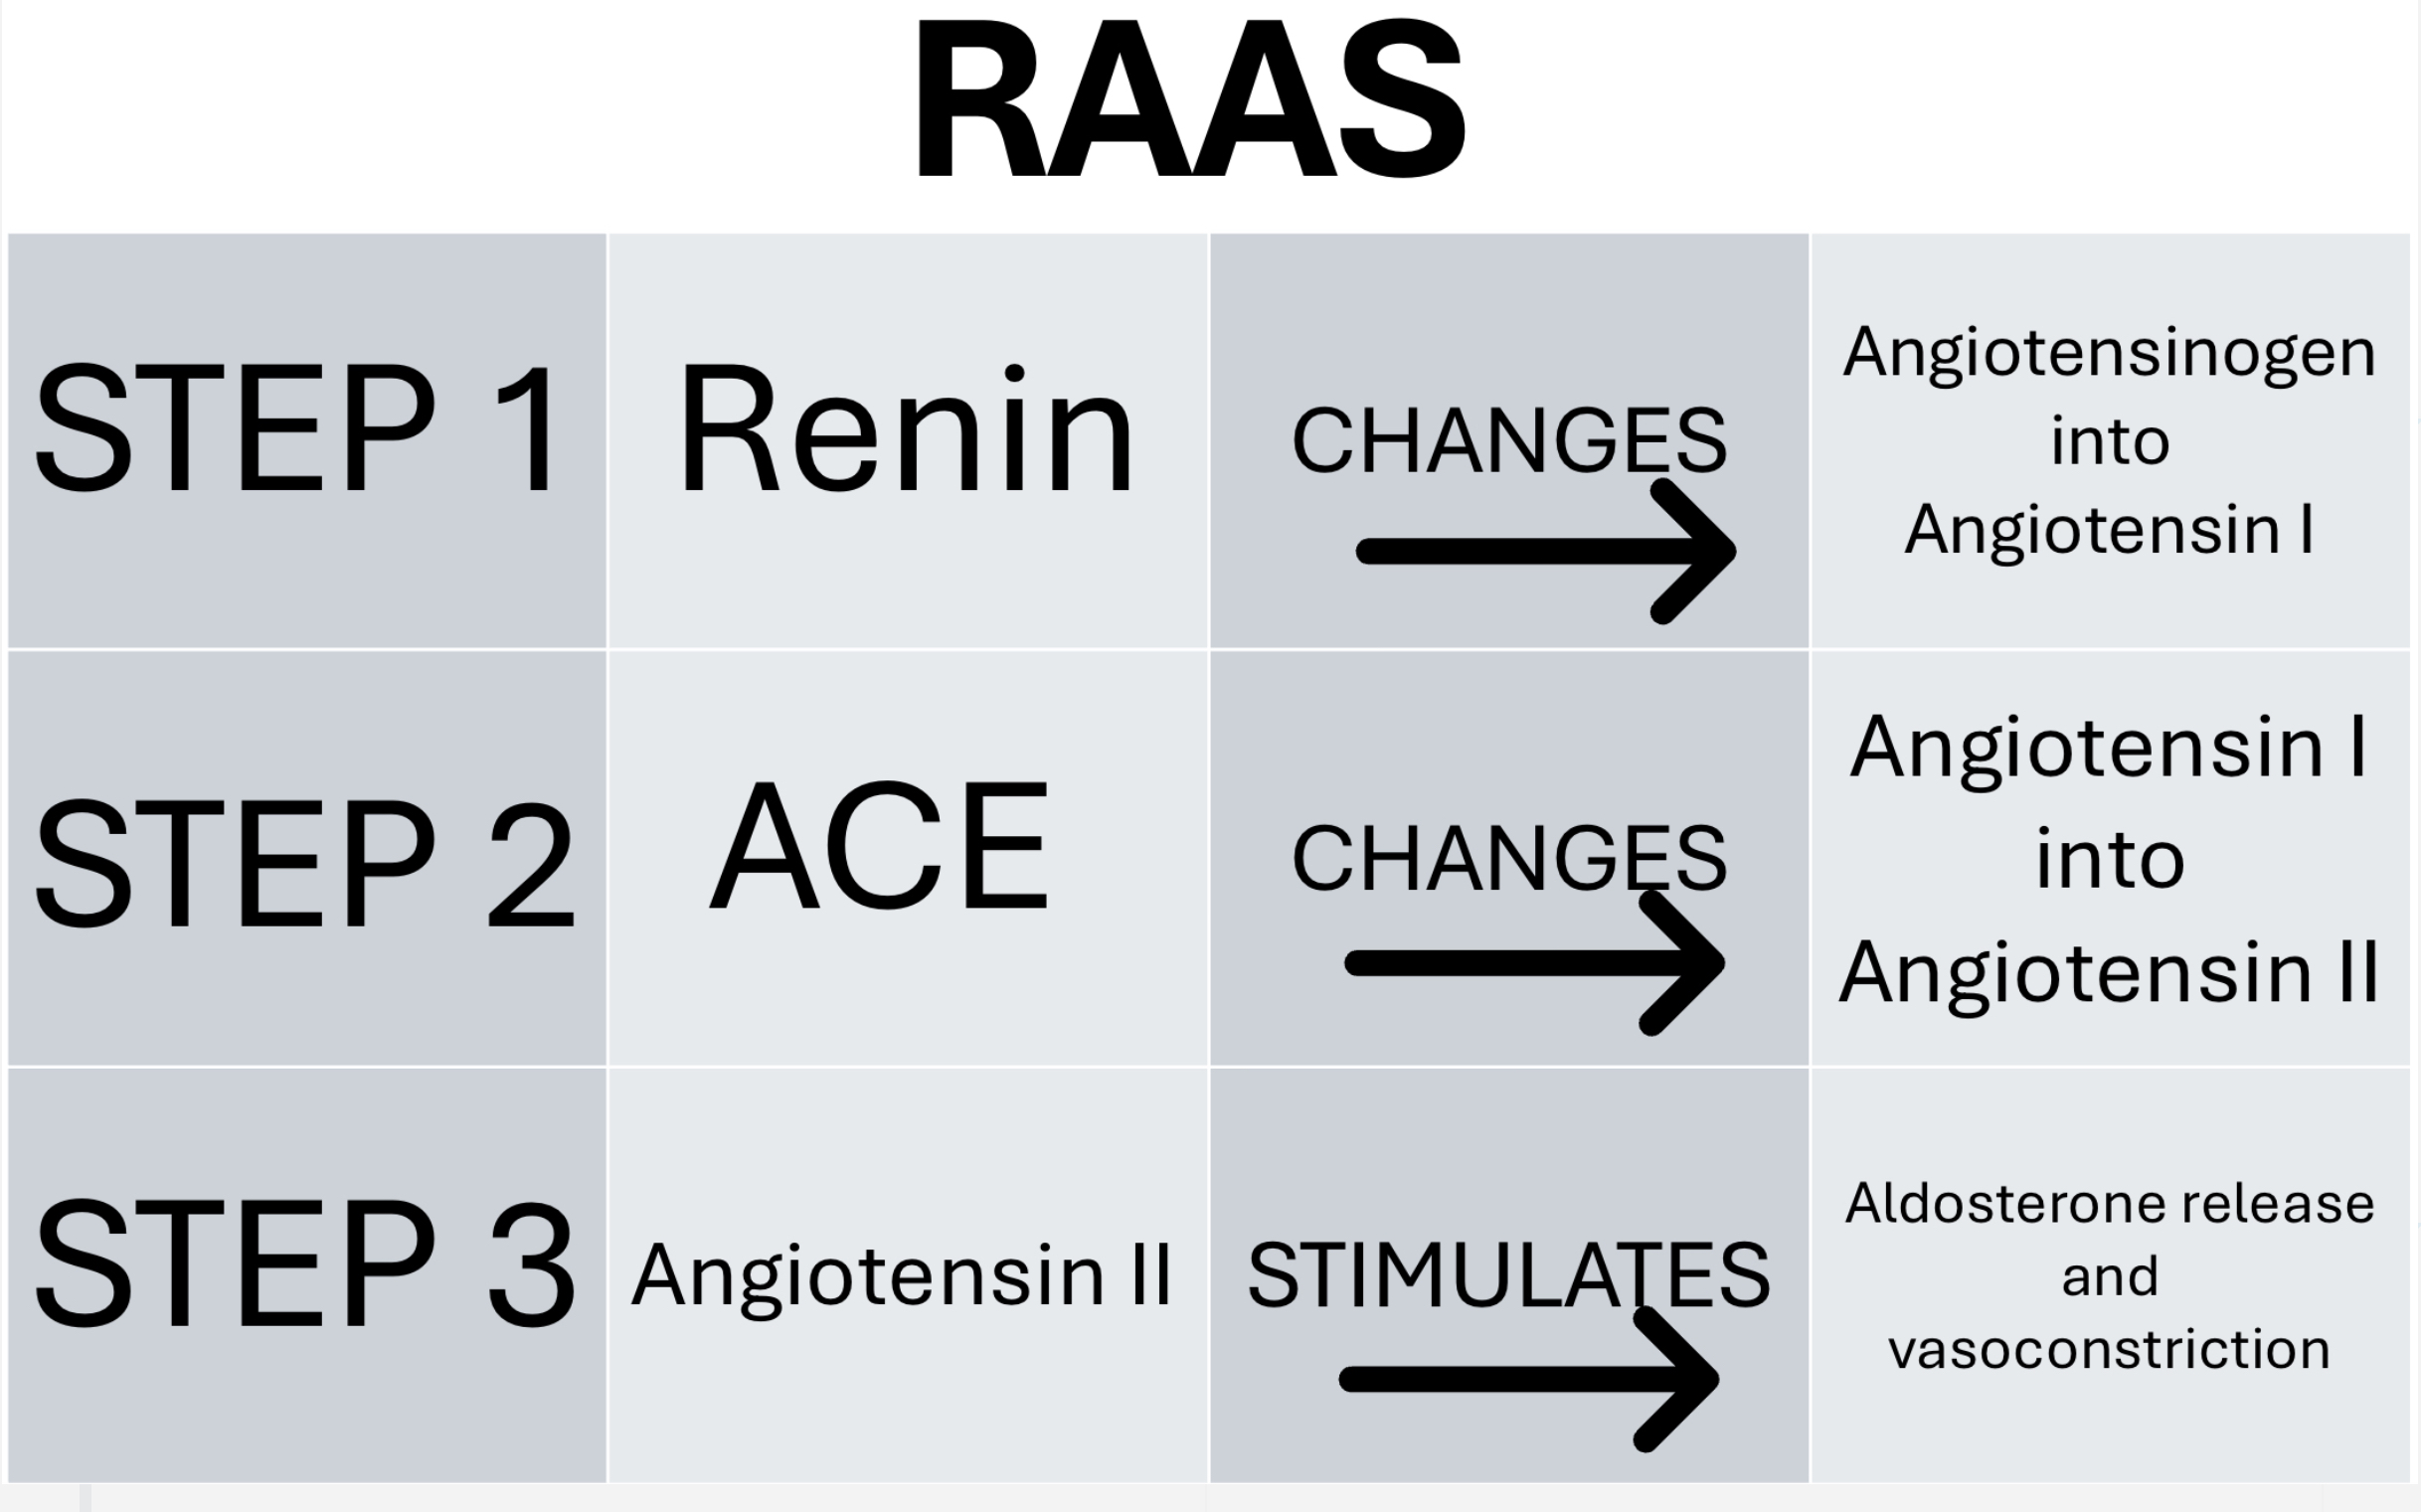 RAAS
STEP 1
Renin
CHANGES
Angiotensinogen
into
Angiotensin I
STEP 2
ACE
CHANGES
Angiotensin I
into
Angiotensin II
STEP 3
Angiotensin II
STIMULATES
Aldosterone release
and
vasoconstriction